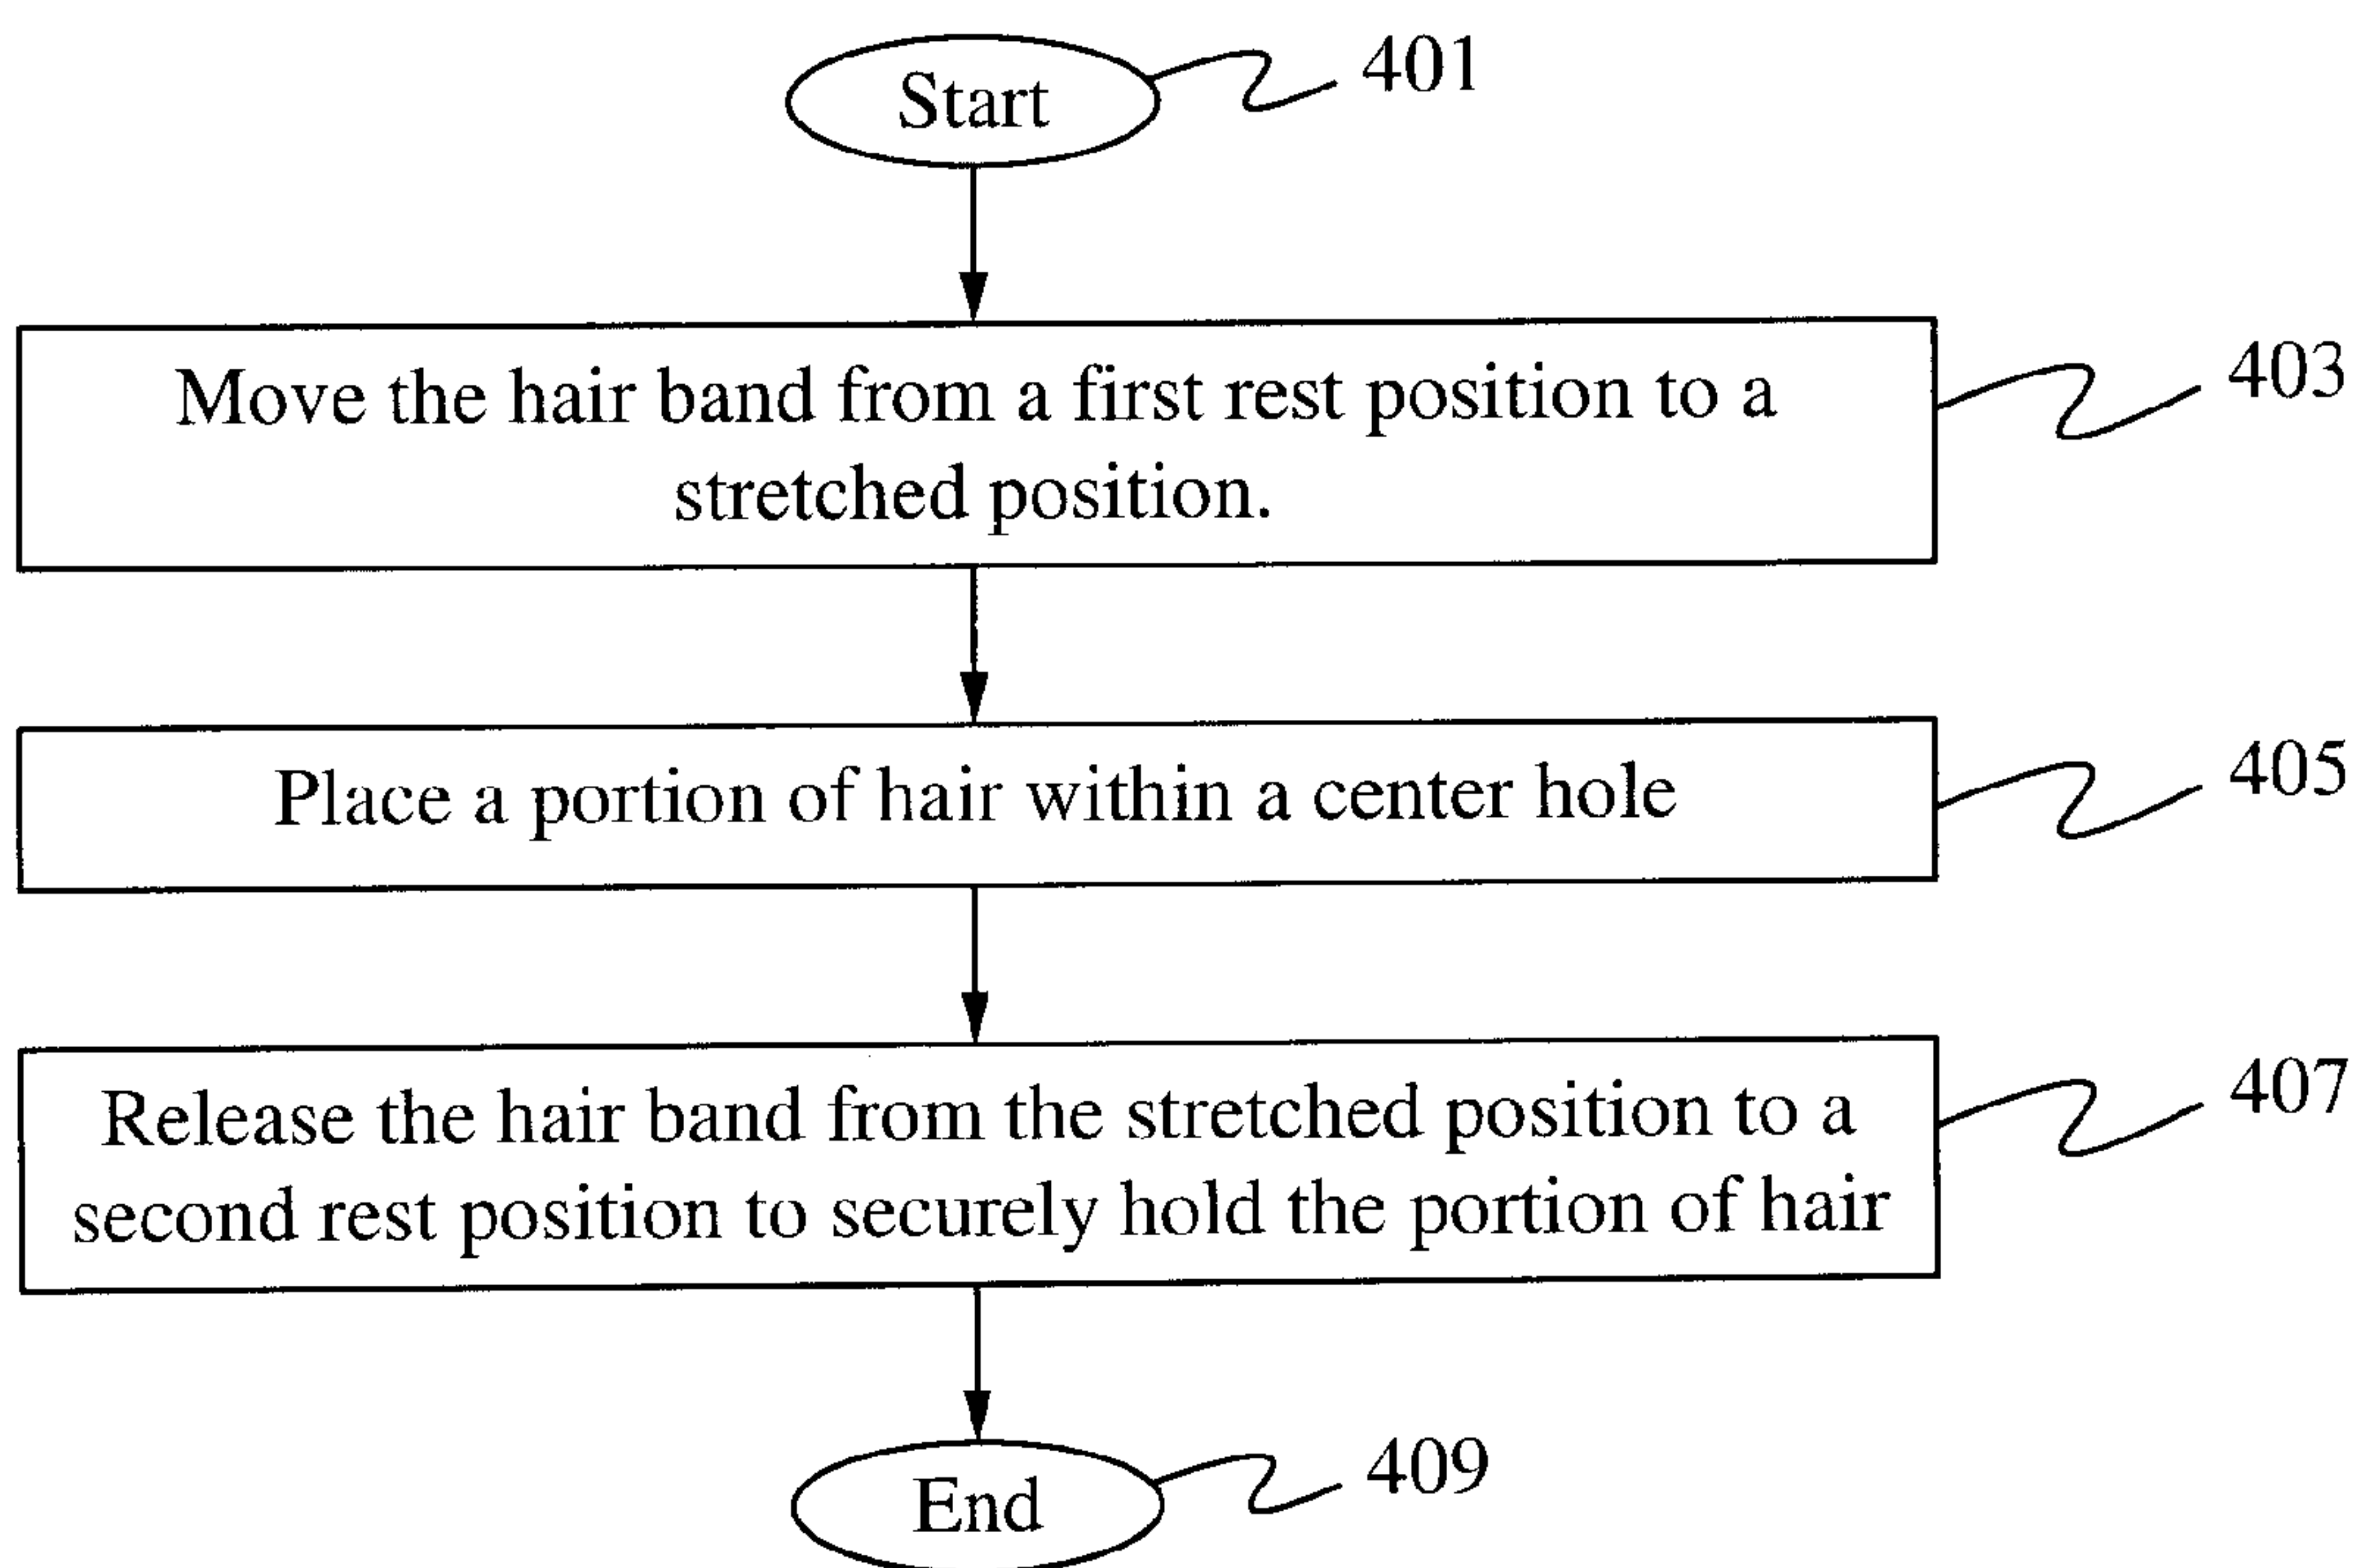 Start
401
Move the hair band from a first rest position to a
stretched position.
403
Place a portion of hair within a center hole
405
Release the hair band from the stretched position to a
second rest position to securely hold the portion of hair
407
End
409